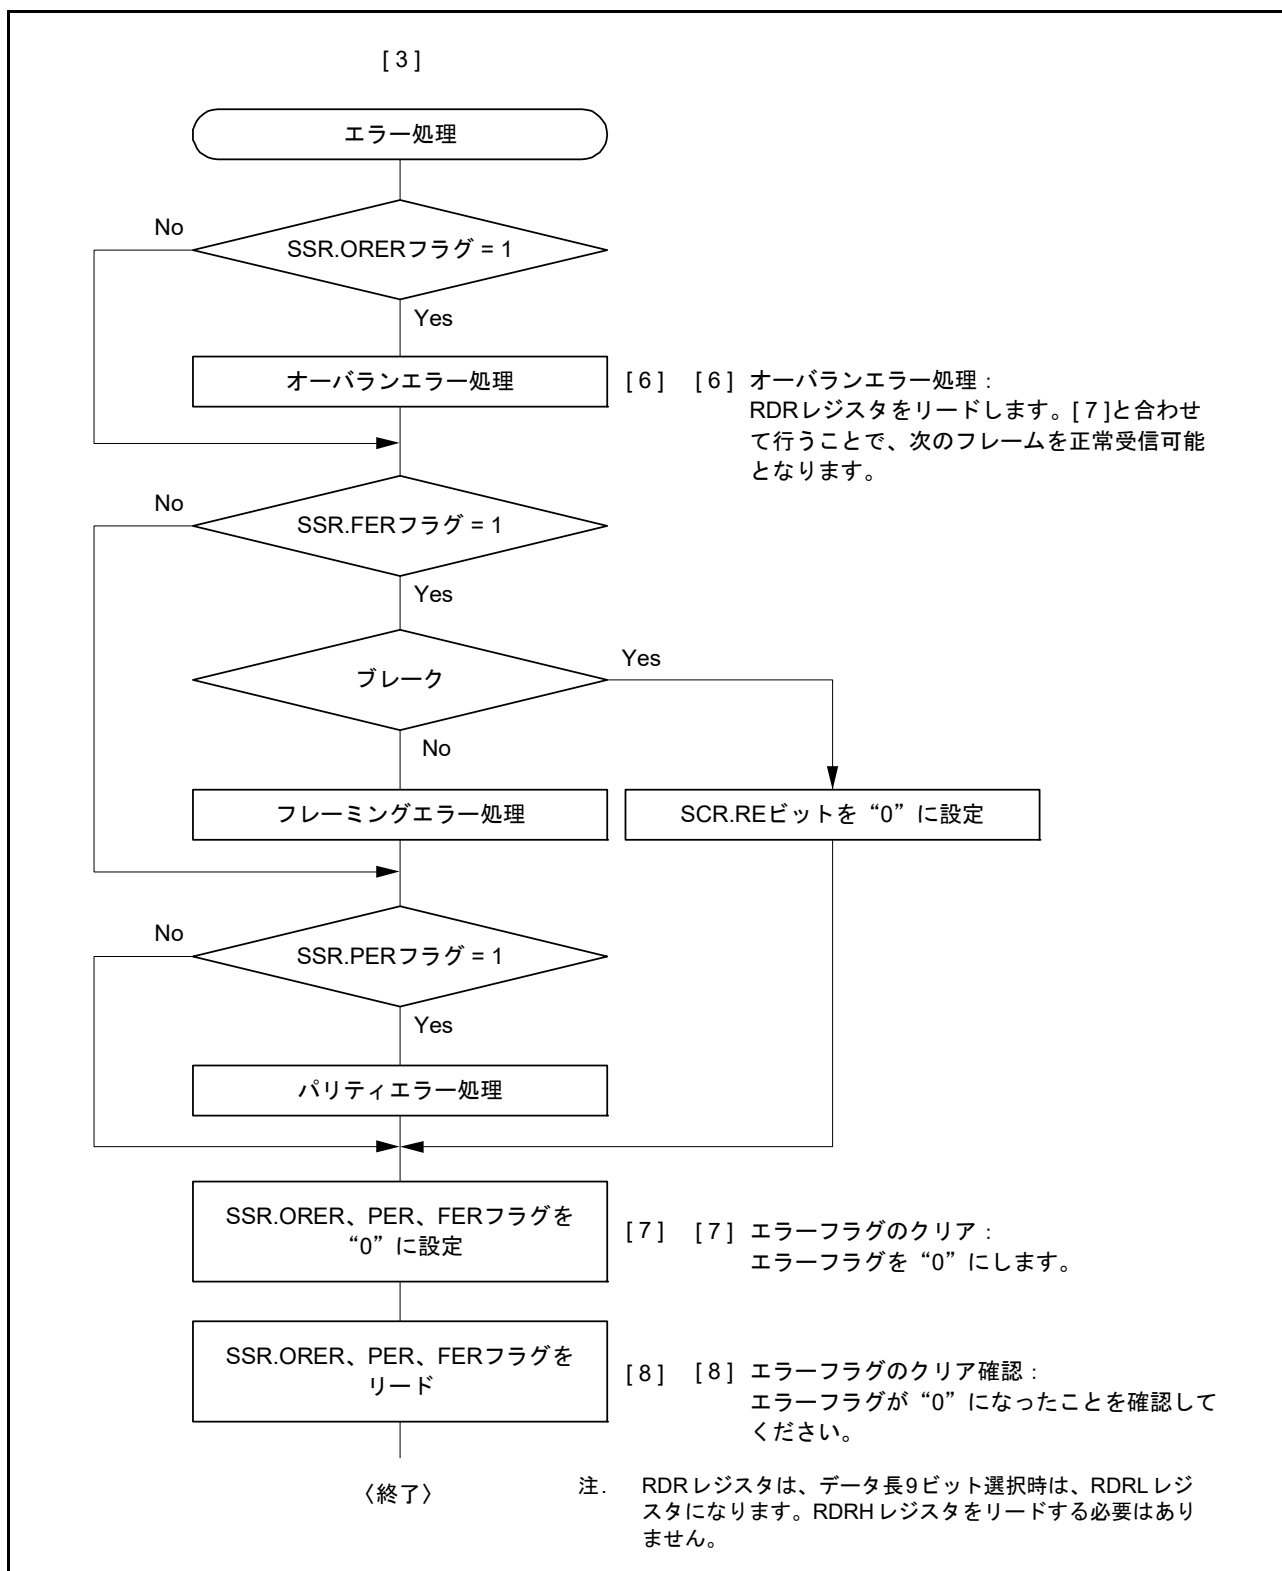 [ 3 ]
エラー処理
No
SSR.ORERフラグ = 1
Yes
オーバランエラー処理
[ 6 ]
[ 6 ] オーバランエラー処理：
RDRレジスタをリードします。[ 7 ]と合わせ
て行うことで、次のフレームを正常受信可能
となります。
No
SSR.FERフラグ = 1
Yes
ブレーク
Yes
No
フレーミングエラー処理
SCR.REビットを“0”に設定
No
SSR.PERフラグ = 1
Yes
パリティエラー処理
SSR.ORER、PER、FERフラグを
“0”に設定
[ 7 ]
[ 7 ] エラーフラグのクリア：
エラーフラグを“0”にします。
SSR.ORER、PER、FERフラグを
リード
[ 8 ]
[ 8 ] エラーフラグのクリア確認：
エラーフラグが“0”になったことを確認して
ください。
〈終了〉
注. RDRレジスタは、データ長9ビット選択時は、RDRLレジ
スタになります。RDRHレジスタをリードする必要はあり
ません。